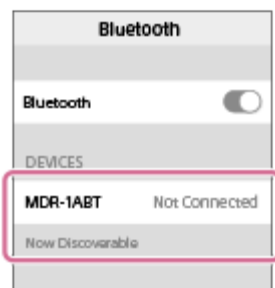 Bluetooth
Bluetooth
DEVICES
MDR-1ABT Not Connected
Now Discoverable